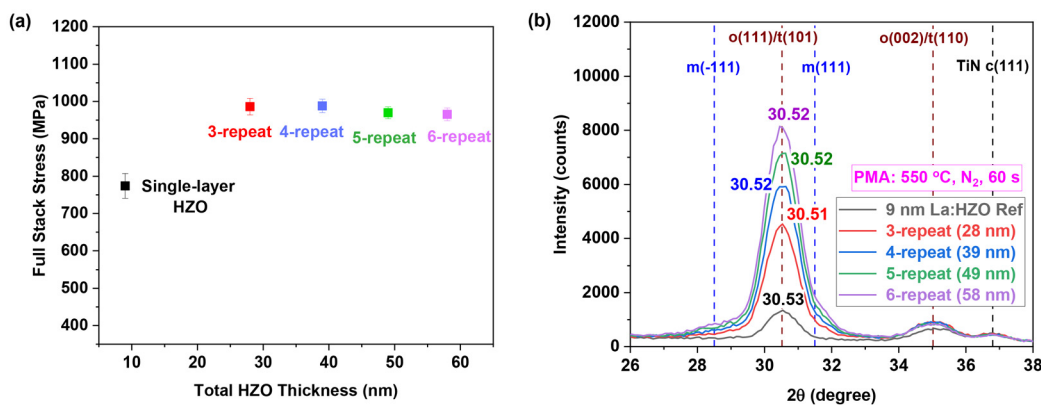 (a)
1200
1100
1000
900
800
700
600
500
400
Full Stack Stress (MPa)
3-repeat
4-repeat
5-repeat
6-repeat
Single-layer
HZO
0
10
20
30
40
50
60
Total HZO Thickness (nm)
(b)
12000
10000
8000
6000
4000
2000
0
Intensity (counts)
o(111)/t(101)
o(002)/t(110)
m(-111)
m(111)
TiN c(111)
30.52
30.52
30.52
30.51
30.53
PMA: 550 ºC, N₂, 60 s
9 nm La:HZO Ref
3-repeat (28 nm)
4-repeat (39 nm)
5-repeat (49 nm)
6-repeat (58 nm)
26
28
30
32
34
36
38
2θ (degree)